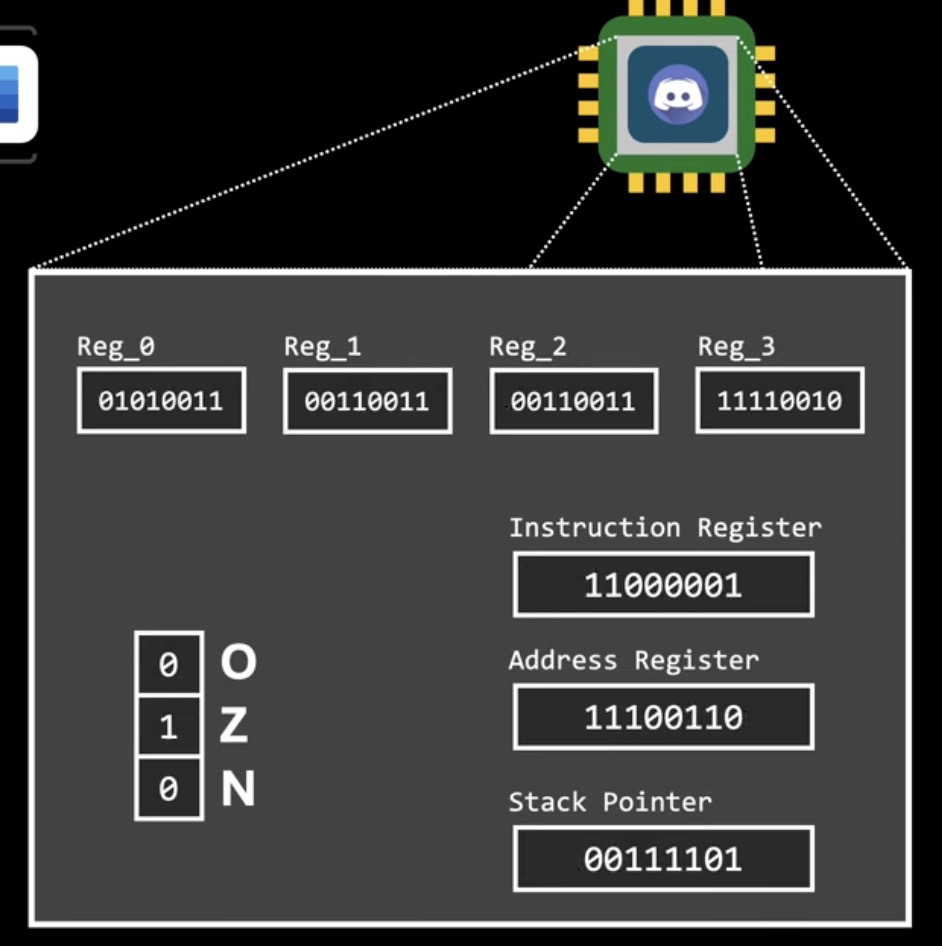 Reg_0 Reg_1 Reg_2 Reg_3
01010011 00110011 00110011 11110010
Instruction Register
11000001
0 O
Address Register
1 Z
11100110
0 N
Stack Pointer
00111101